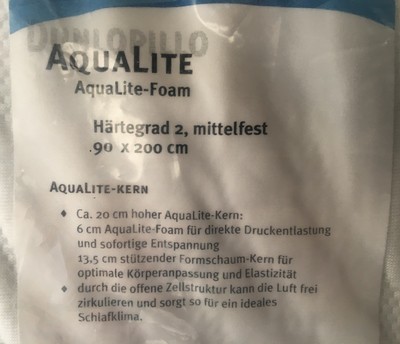 DUNLOPILLO
AQUALITE
AquaLite-Foam
Härtegrad 2, mittelfest
90 x 200 cm
AQUALITE-KERN
♦ Ca. 20 cm hoher AquaLite-Kern:
6 cm AquaLite-Foam für direkte Druckentlastung
und sofortige Entspannung
13,5 cm stützender Formschaum-Kern für
optimale Körperanpassung und Elastizität
♦ durch die offene Zellstruktur kann die Luft frei
zirkulieren und sorgt so für ein ideales
Schlafklima.